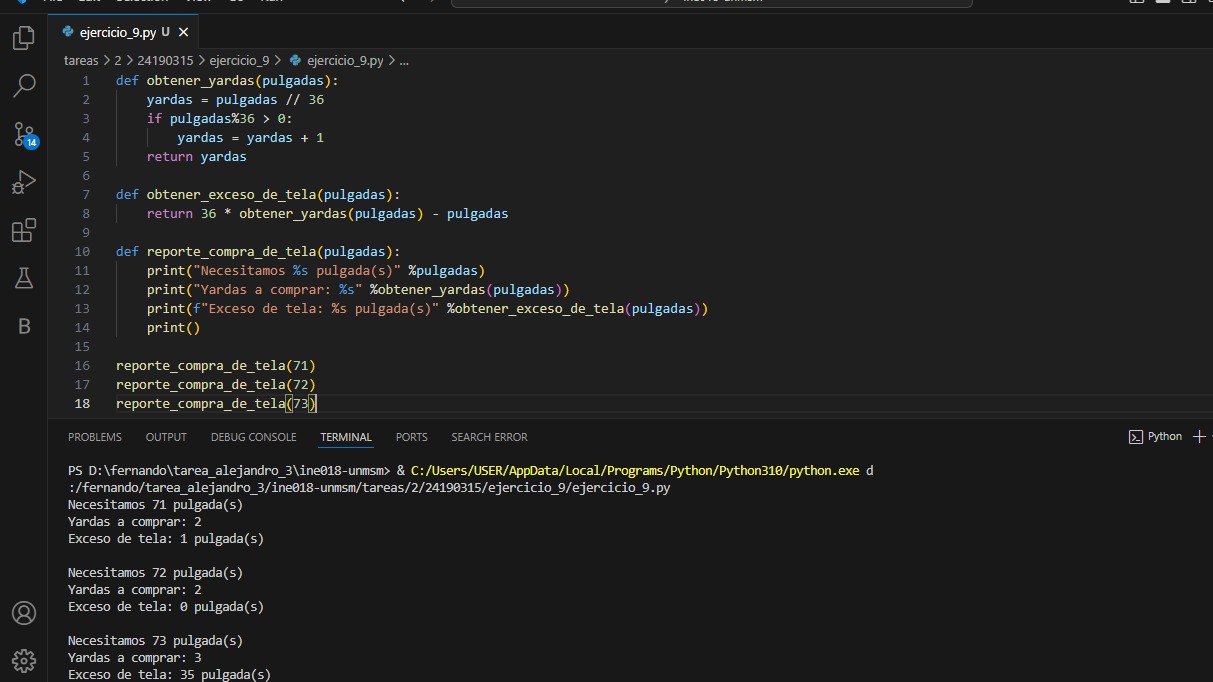 ejercicio_9.py U
tareas > 2 > 24190315 > ejercicio_9 > ejercicio_9.py > ...
1 def obtener_yardas(pulgadas):
2     yardas = pulgadas // 36
3     if pulgadas%36 > 0:
4         yardas = yardas + 1
5     return yardas
6
7 def obtener_exceso_de_tela(pulgadas):
8     return 36 * obtener_yardas(pulgadas) - pulgadas
9
10 def reporte_compra_de_tela(pulgadas):
11     print("Necesitamos %s pulgada(s)" %pulgadas)
12     print("Yardas a comprar: %s" %obtener_yardas(pulgadas))
13     print(f"Exceso de tela: %s pulgada(s)" %obtener_exceso_de_tela(pulgadas))
14     print()
15
16 reporte_compra_de_tela(71)
17 reporte_compra_de_tela(72)
18 reporte_compra_de_tela(73)
14
B
PROBLEMS OUTPUT DEBUG CONSOLE TERMINAL PORTS SEARCH ERROR Python
PS D:\fernando\tarea_alejandro_3\ine018-unmsm> & C:/Users/USER/AppData/Local/Programs/Python/Python310/python.exe d
:/fernando/tarea_alejandro_3/ine018-unmsm/tareas/2/24190315/ejercicio_9/ejercicio_9.py
Necesitamos 71 pulgada(s)
Yardas a comprar: 2
Exceso de tela: 1 pulgada(s)

Necesitamos 72 pulgada(s)
Yardas a comprar: 2
Exceso de tela: 0 pulgada(s)

Necesitamos 73 pulgada(s)
Yardas a comprar: 3
Exceso de tela: 35 pulgada(s)